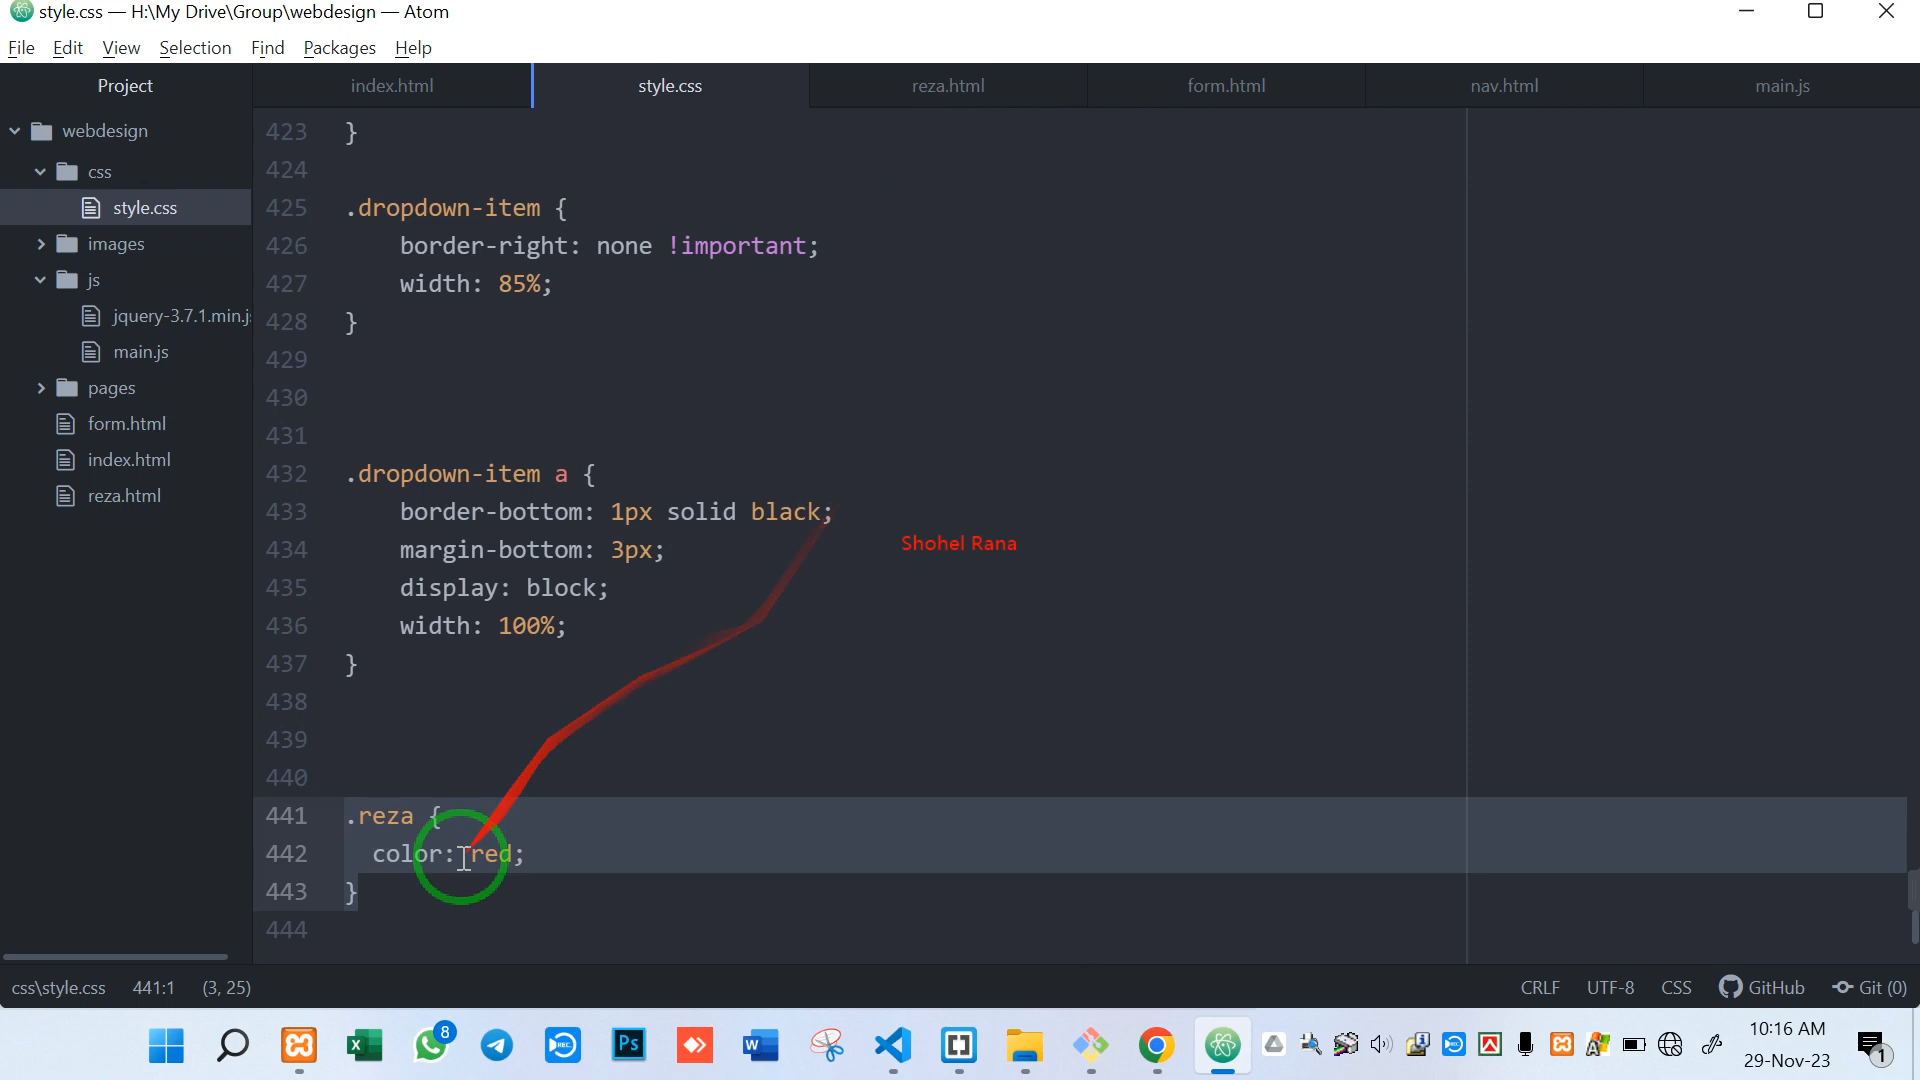 style.css — H:\My Drive\Group\webdesign — Atom
File Edit View Selection Find Packages Help
Project
index.html
style.css
reza.html
form.html
nav.html
main.js
webdesign
css
style.css
images
js
jquery-3.7.1.min.j
main.js
pages
form.html
index.html
reza.html
423 }
424
425 .dropdown-item {
426 border-right: none !important;
427 width: 85%;
428 }
429
430
431
432 .dropdown-item a {
433 border-bottom: 1px solid black;
434 margin-bottom: 3px;
435 display: block;
436 width: 100%;
437 }
438
439
440
441 .reza {
442 color: red;
443 }
444
Shohel Rana
css\style.css 441:1 (3, 25)
CRLF UTF-8 CSS GitHub Git (0)
8
REC
Ps
10:16 AM
29-Nov-23
1